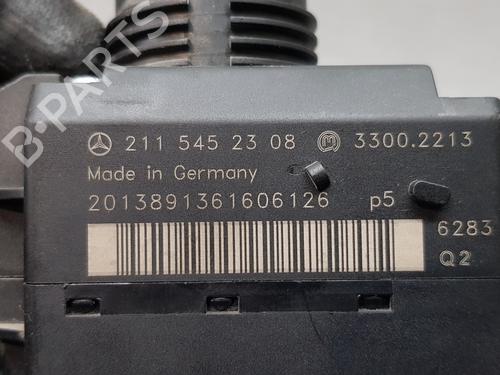 B-PARTS
211 545 23 08 3300.2213
Made in Germany
2013891361606126 p5
6283
Q2